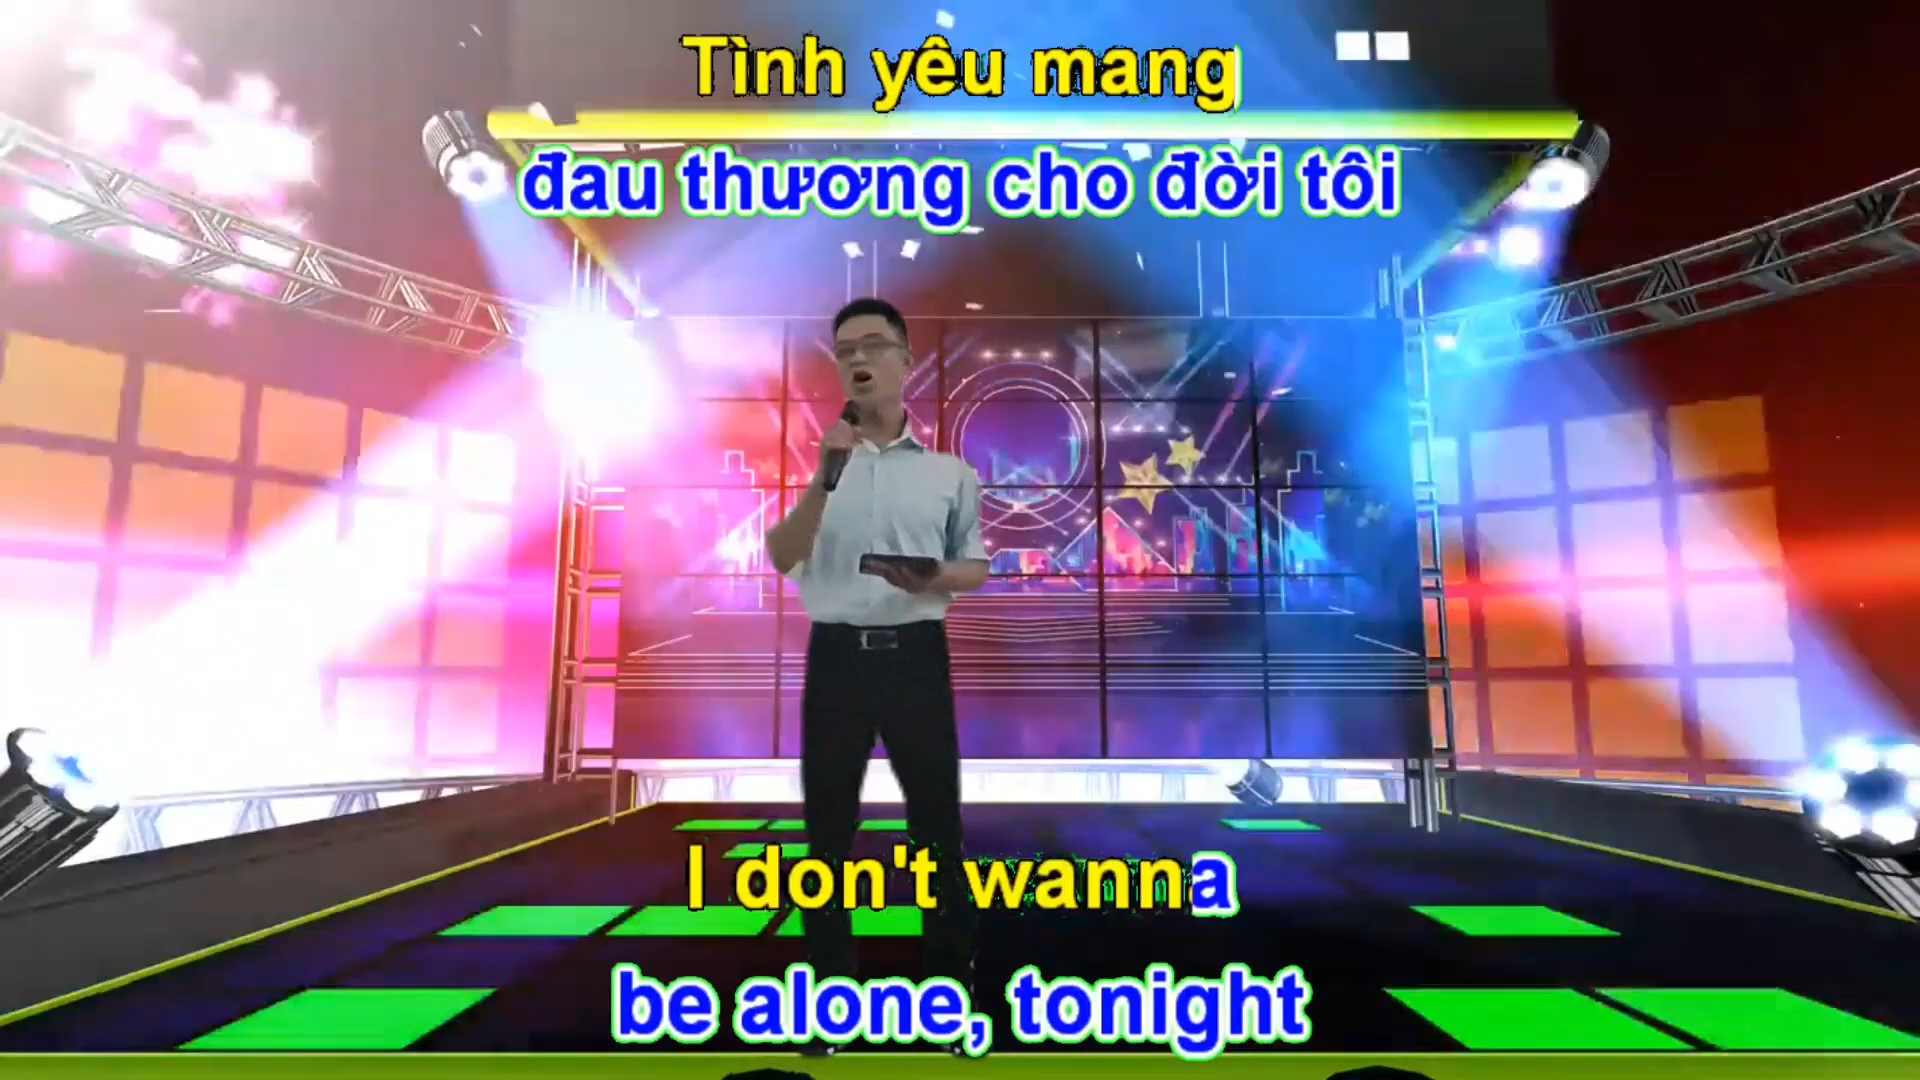 Tình yêu mang
đau thương cho đời tôi
I don't wanna
be alone, tonight